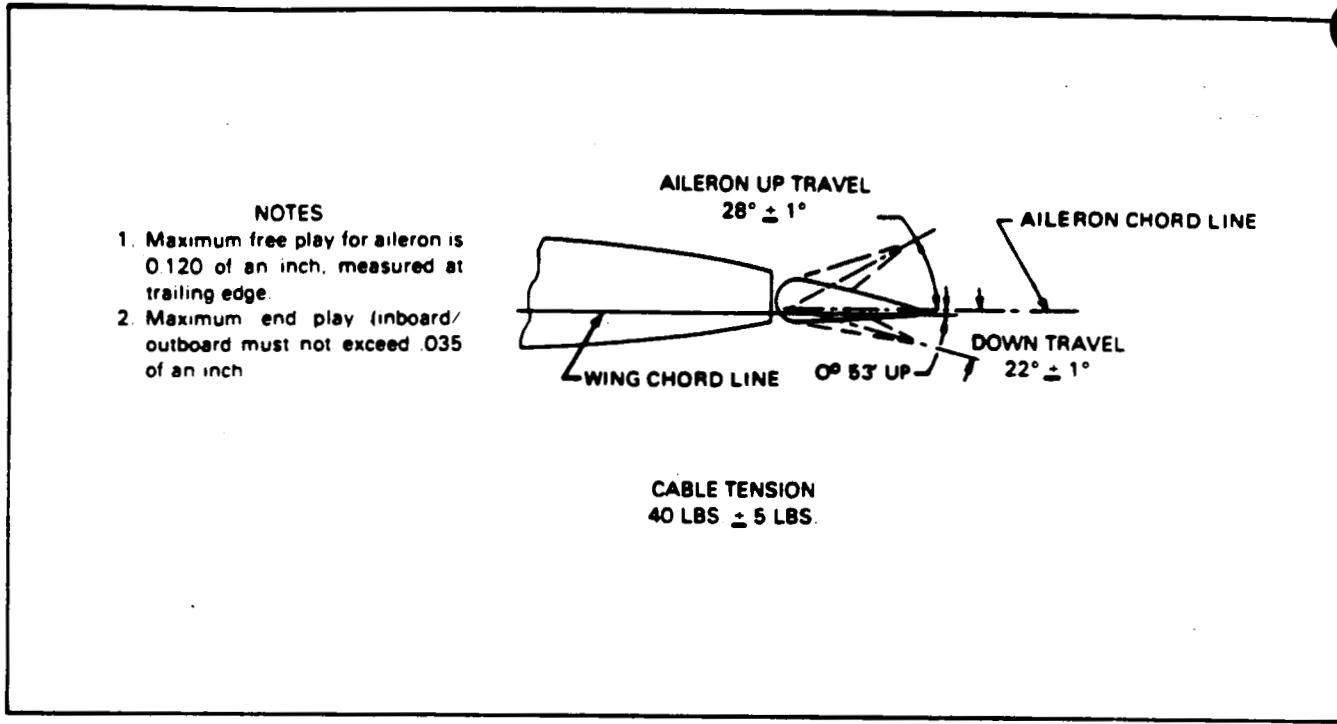 NOTES
1. Maximum free play for aileron is
0.120 of an inch, measured at
trailing edge.
2. Maximum end play (inboard/
outboard must not exceed .035
of an inch
AILERON UP TRAVEL
28° ± 1°
AILERON CHORD LINE
WING CHORD LINE
0° 53' UP
DOWN TRAVEL
22° ± 1°
CABLE TENSION
40 LBS. ± 5 LBS.